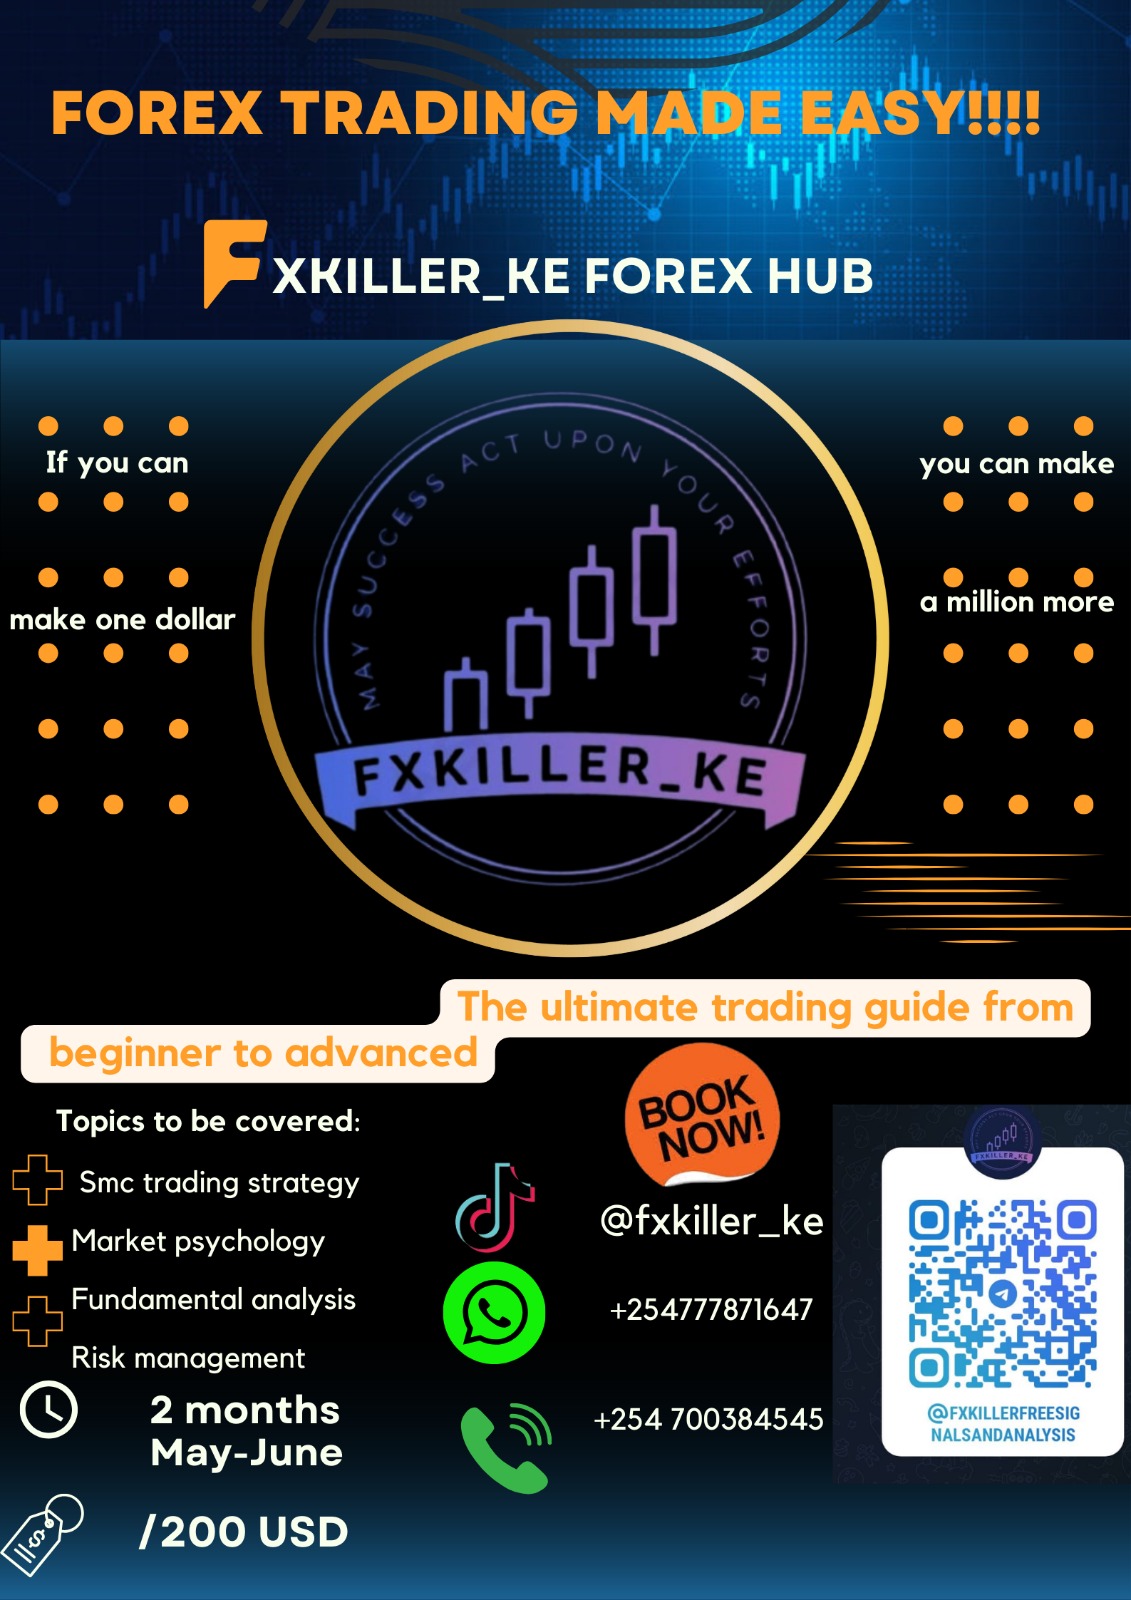 FOREX TRADING MADE EASY!!!!
FXKILLER_KE FOREX HUB
If you can
make one dollar
you can make
a million more
MAY SUCCESS ACT UPON YOUR EFFORTS
FXKILLER_KE
The ultimate trading guide from
beginner to advanced
Topics to be covered:
Smc trading strategy
Market psychology
Fundamental analysis
Risk management
2 months
May-June
/200 USD
BOOK
NOW!
@fxkiller_ke
+254777871647
+254 700384545
FXKILLER_KE
@FXKILLERFREESIG
NALSANDANALYSIS